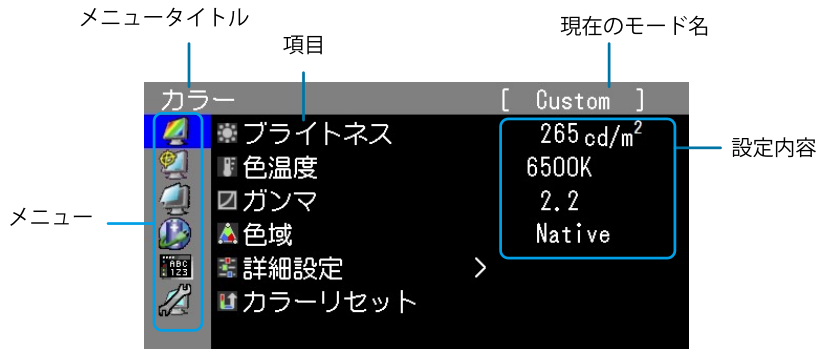 メニュータイトル
現在のモード名
項目
カラー [ Custom ]
ブライトネス 265cd/m²
設定内容
色温度 6500K
ガンマ 2.2
メニュー
色域 Native
ABC
123
詳細設定 >
カラーリセット